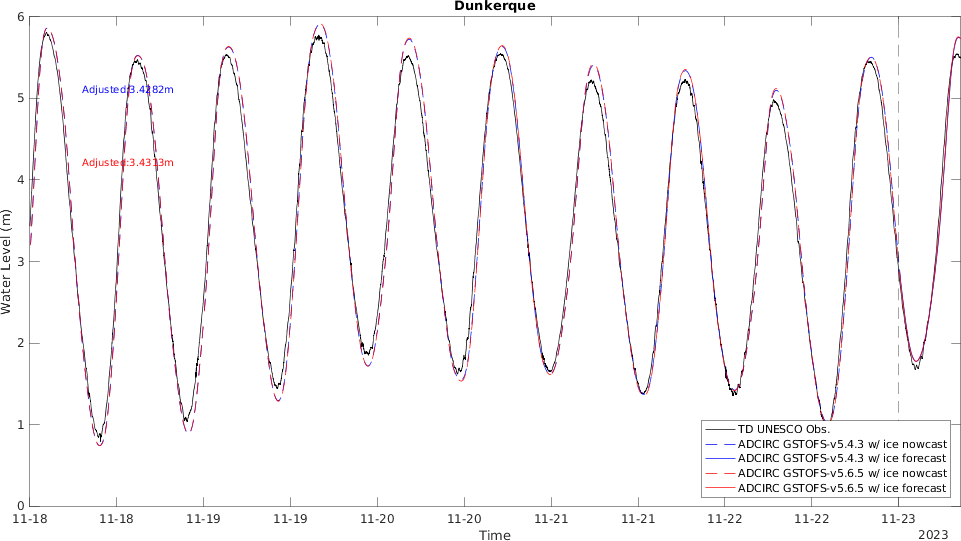 Dunkerque
6
5
4
3
2
1
0
Water Level (m)
Adjusted:3.4282m
Adjusted:3.4313m
TD UNESCO Obs.
ADCIRC GSTOFS-v5.4.3 w/ ice nowcast
ADCIRC GSTOFS-v5.4.3 w/ ice forecast
ADCIRC GSTOFS-v5.6.5 w/ ice nowcast
ADCIRC GSTOFS-v5.6.5 w/ ice forecast
11-18 11-18 11-19 11-19 11-20 11-20 11-21 11-21 11-22 11-22 11-23
Time
2023